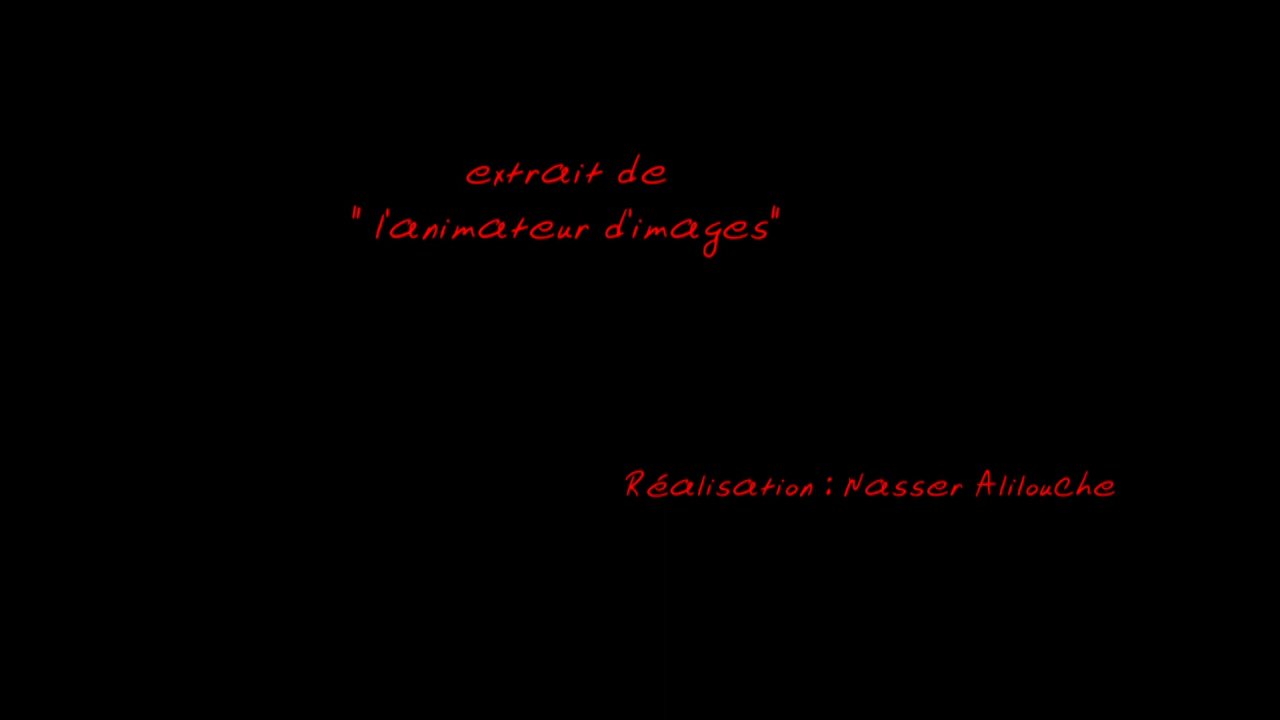 extrait de
" l'animateur d'images"
Réalisation : Nasser Alilouche